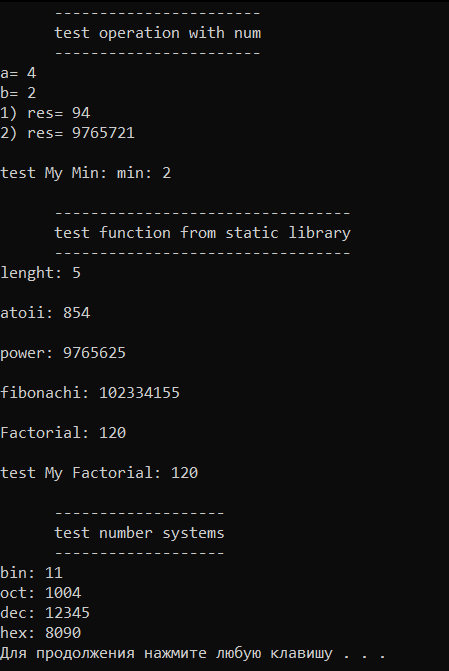 -----------------------
test operation with num
-----------------------
a= 4
b= 2
1) res= 94
2) res= 9765721
test My Min: min: 2
---------------------------------
test function from static library
---------------------------------
lenght: 5
atoii: 854
power: 9765625
fibonachi: 102334155
Factorial: 120
test My Factorial: 120
-------------------
test number systems
-------------------
bin: 11
oct: 1004
dec: 12345
hex: 8090
Для продолжения нажмите любую клавишу . . .